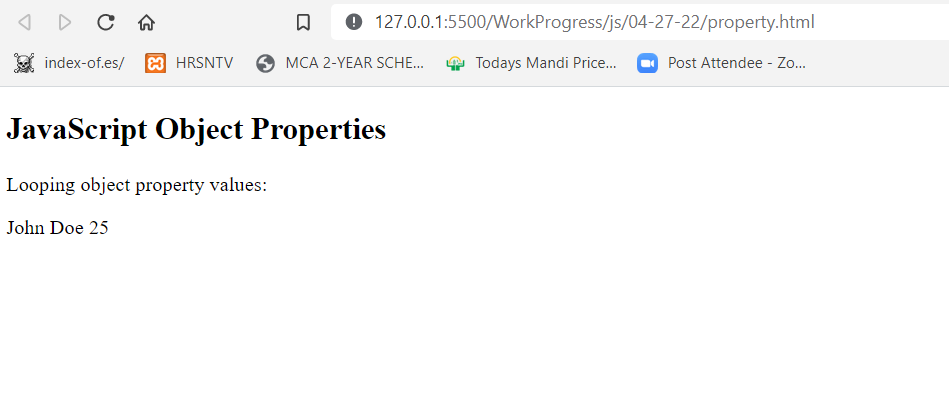 127.0.0.1:5500/WorkProgress/js/04-27-22/property.html
index-of.es/ HRSNTV MCA 2-YEAR SCHE... Todays Mandi Price... Post Attendee - Zo...
JavaScript Object Properties
Looping object property values:
John Doe 25